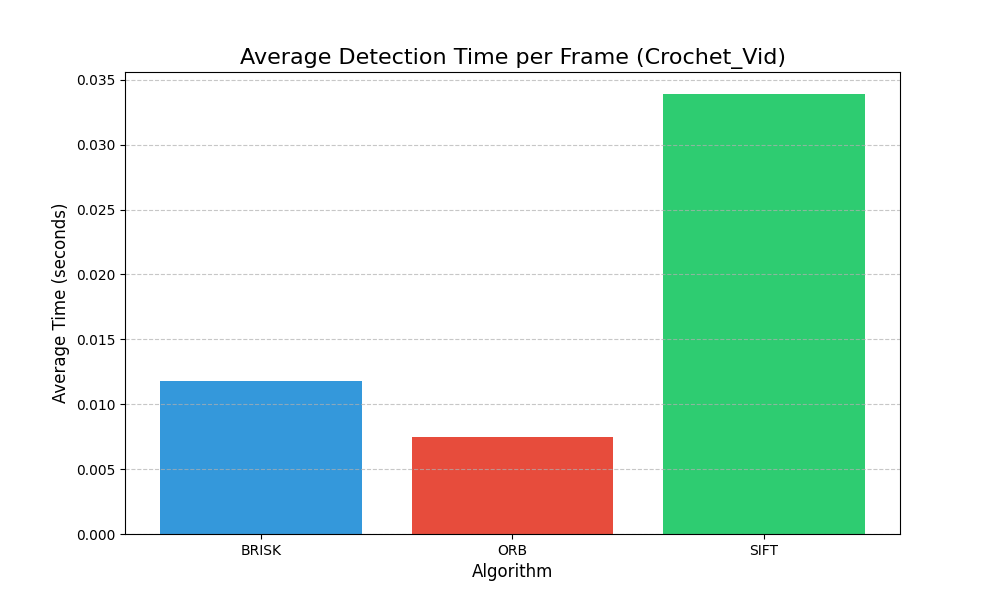 Average Detection Time per Frame (Crochet_Vid)
Average Time (seconds)
0.035
0.030
0.025
0.020
0.015
0.010
0.005
0.000
BRISK ORB SIFT
Algorithm